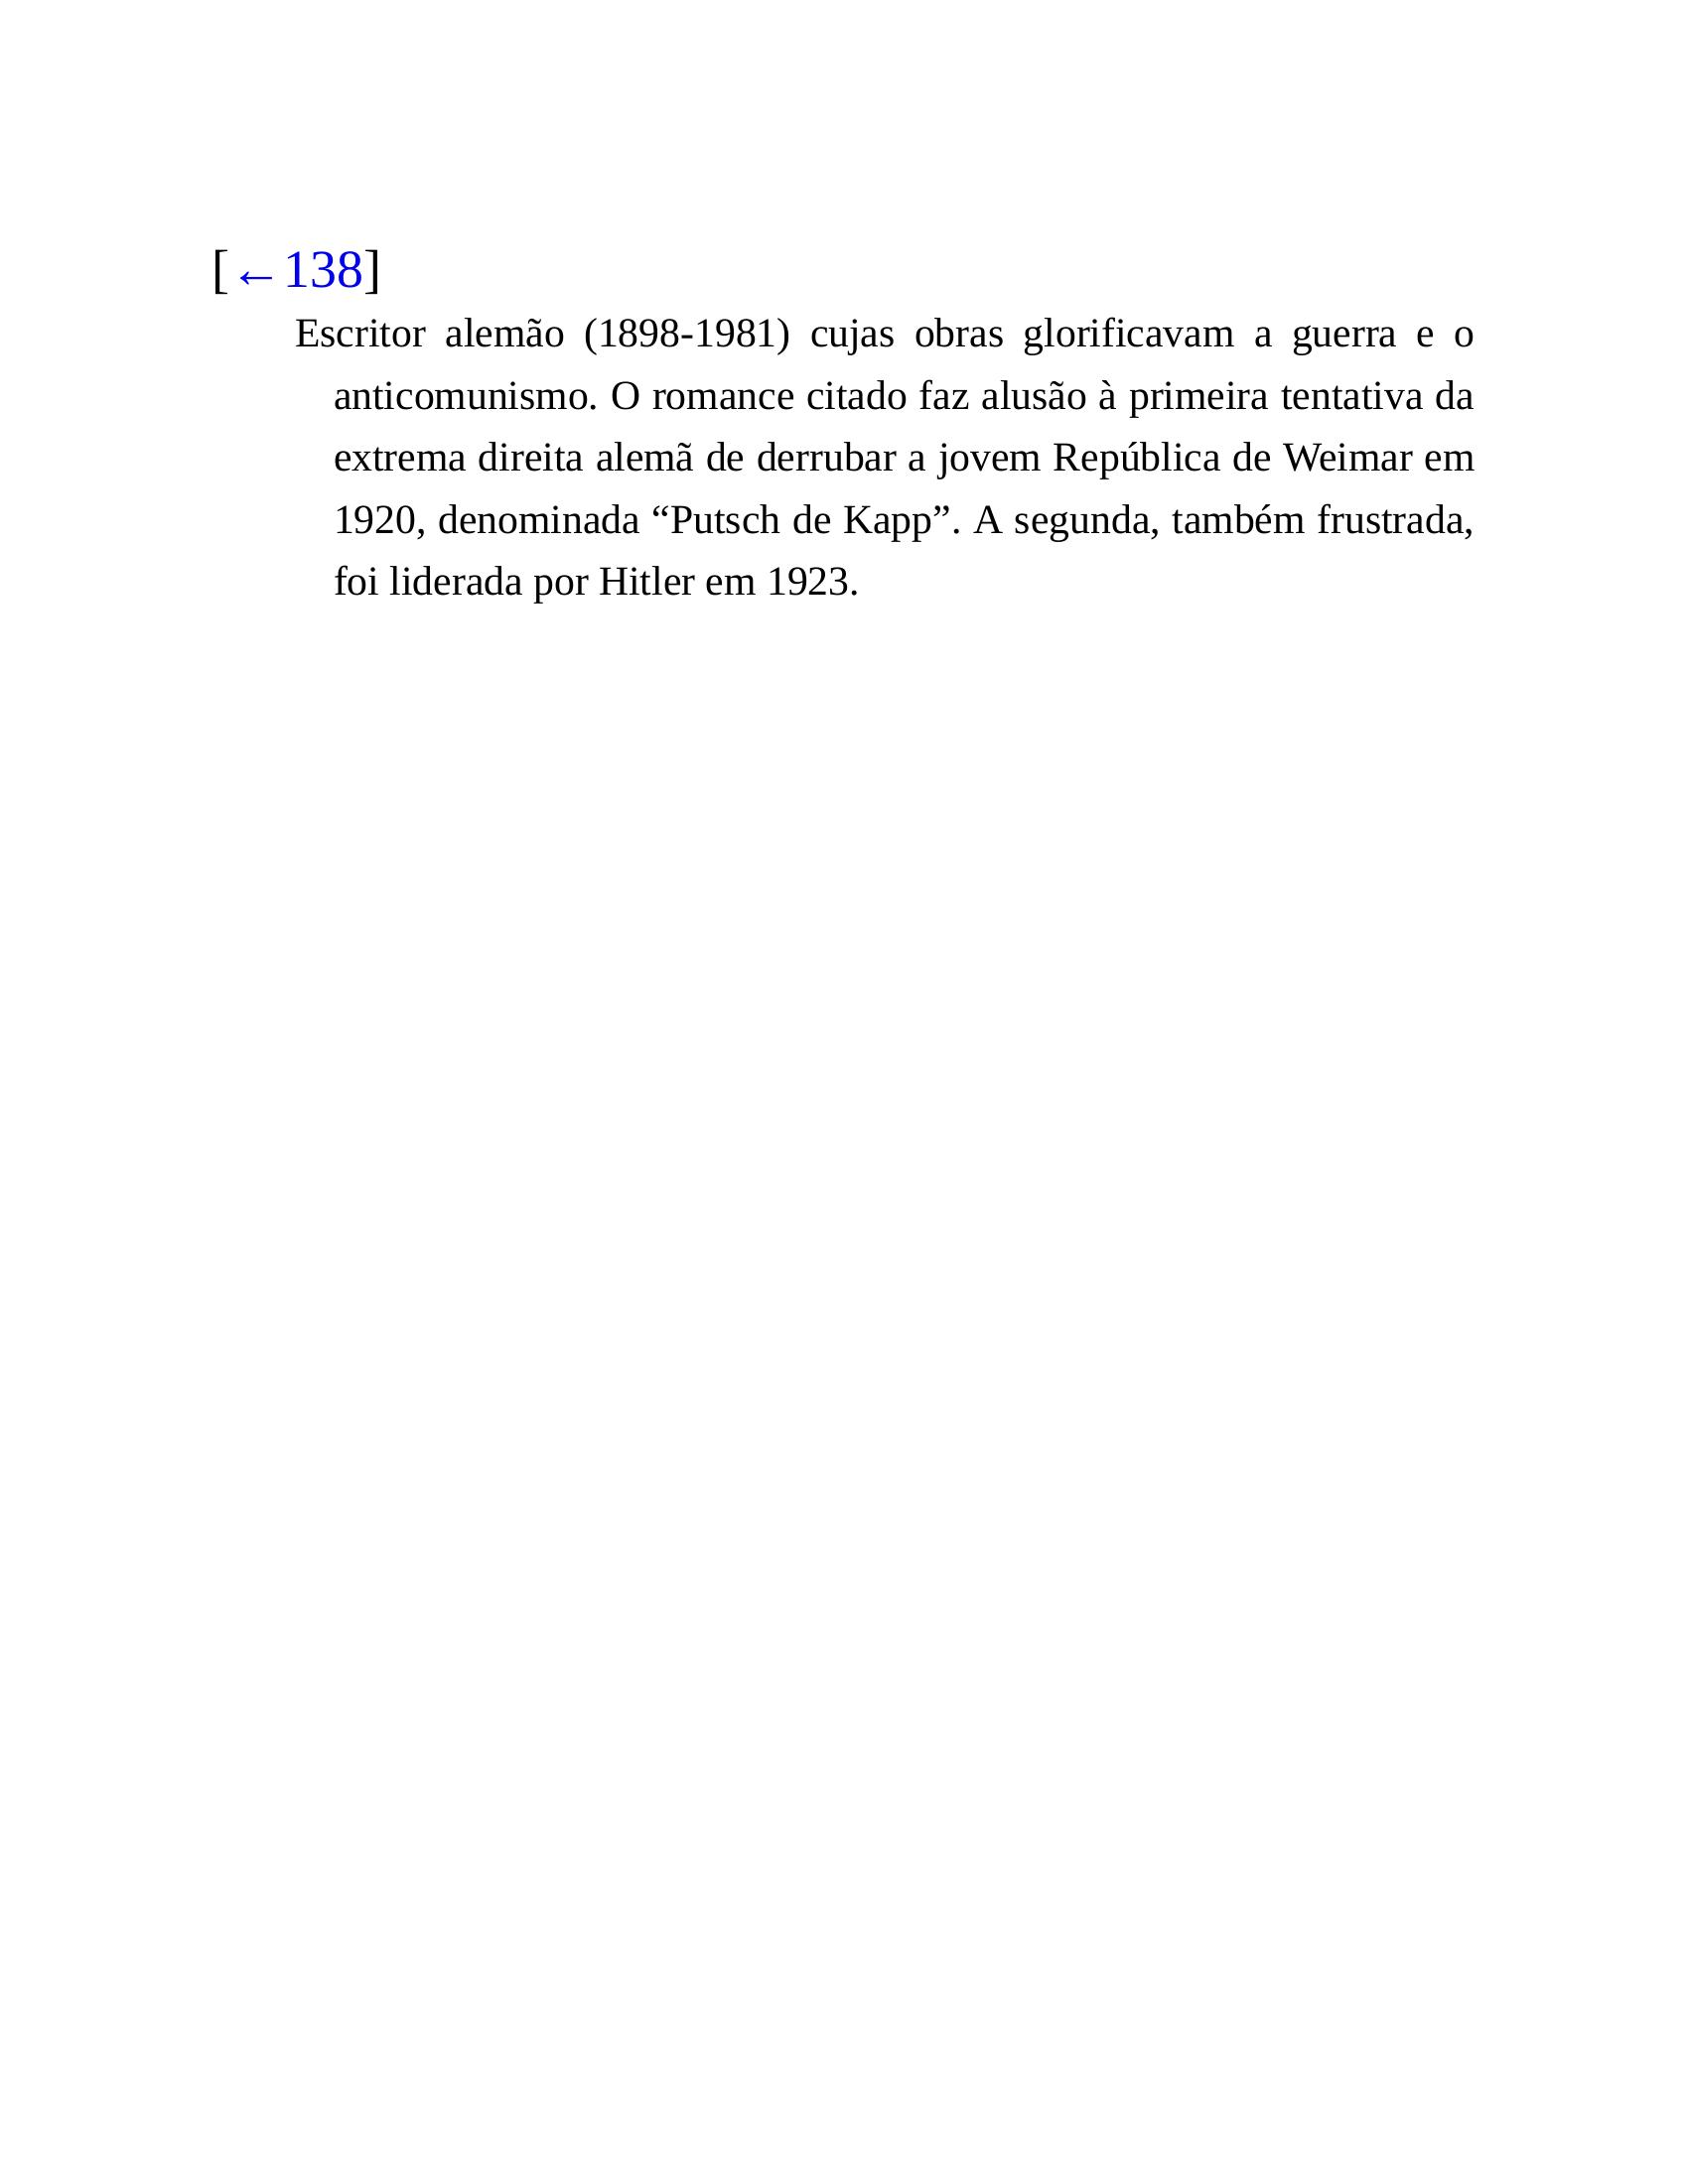 [←138]
Escritor alemão (1898-1981) cujas obras glorificavam a guerra e o
anticomunismo. O romance citado faz alusão à primeira tentativa da
extrema direita alemã de derrubar a jovem República de Weimar em
1920, denominada “Putsch de Kapp”. A segunda, também frustrada,
foi liderada por Hitler em 1923.